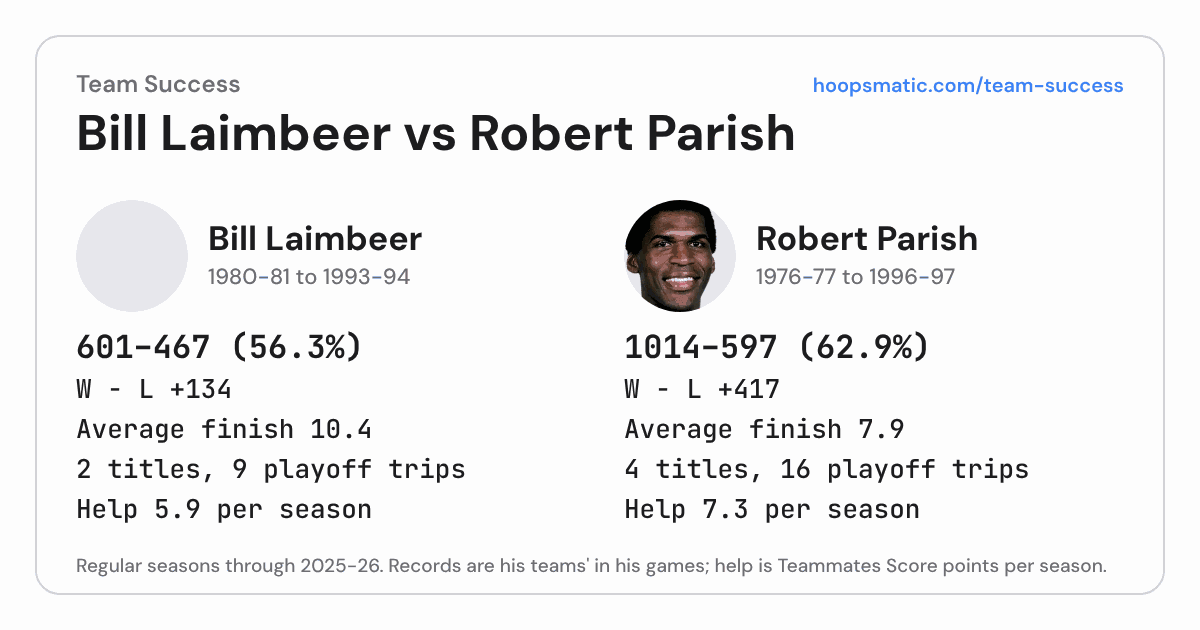 Team Success
hoopsmatic.com/team-success
Bill Laimbeer vs Robert Parish
Bill Laimbeer
1980–81 to 1993–94
601–467 (56.3%)
W - L +134
Average finish 10.4
2 titles, 9 playoff trips
Help 5.9 per season
Robert Parish
1976–77 to 1996–97
1014–597 (62.9%)
W - L +417
Average finish 7.9
4 titles, 16 playoff trips
Help 7.3 per season
Regular seasons through 2025-26. Records are his teams' in his games; help is Teammates Score points per season.